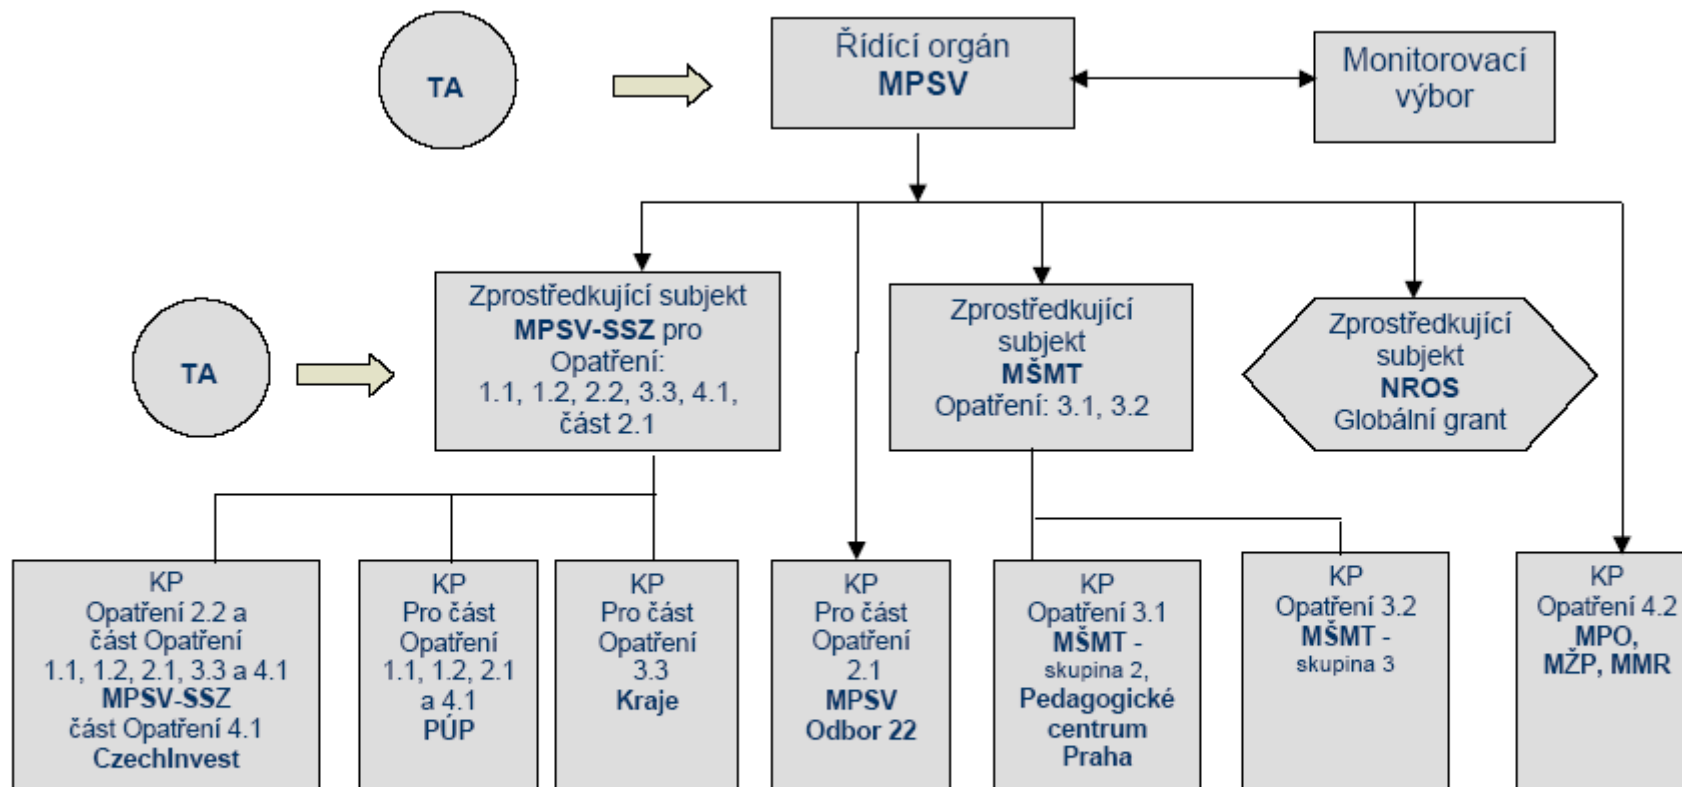 TA
Řídící orgán
MPSV
Monitorovací
výbor
TA
Zprostředkující subjekt
MPSV-SSZ pro
Opatření:
1.1, 1.2, 2.2, 3.3, 4.1,
část 2.1
Zprostředkující
subjekt
MŠMT
Opatření: 3.1, 3.2
Zprostředkující
subjekt
NROS
Globální grant
KP
Opatření 2.2 a
část Opatření
1.1, 1.2, 2.1, 3.3 a 4.1
MPSV-SSZ
část Opatření 4.1
CzechInvest
KP
Pro část
Opatření
1.1, 1.2, 2.1
a 4.1
PÚP
KP
Pro část
Opatření
3.3
Kraje
KP
Pro část
Opatření
2.1
MPSV
Odbor 22
KP
Opatření 3.1
MŠMT -
skupina 2,
Pedagogické
centrum
Praha
KP
Opatření 3.2
MŠMT -
skupina 3
KP
Opatření 4.2
MPO,
MŽP, MMR